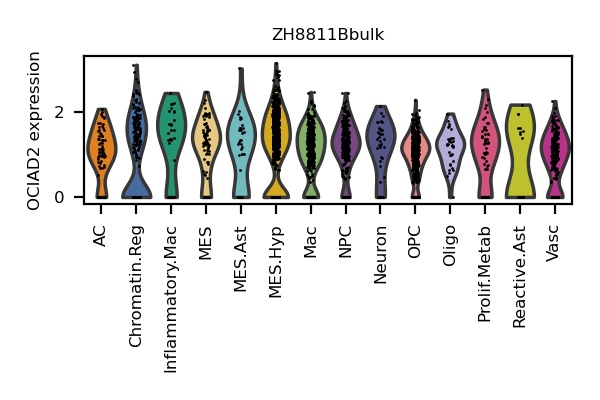 ZH8811Bbulk
OCIAD2 expression
2
0
AC
Chromatin.Reg
Inflammatory.Mac
MES
MES.Ast
MES.Hyp
Mac
NPC
Neuron
OPC
Oligo
Prolif.Metab
Reactive.Ast
Vasc